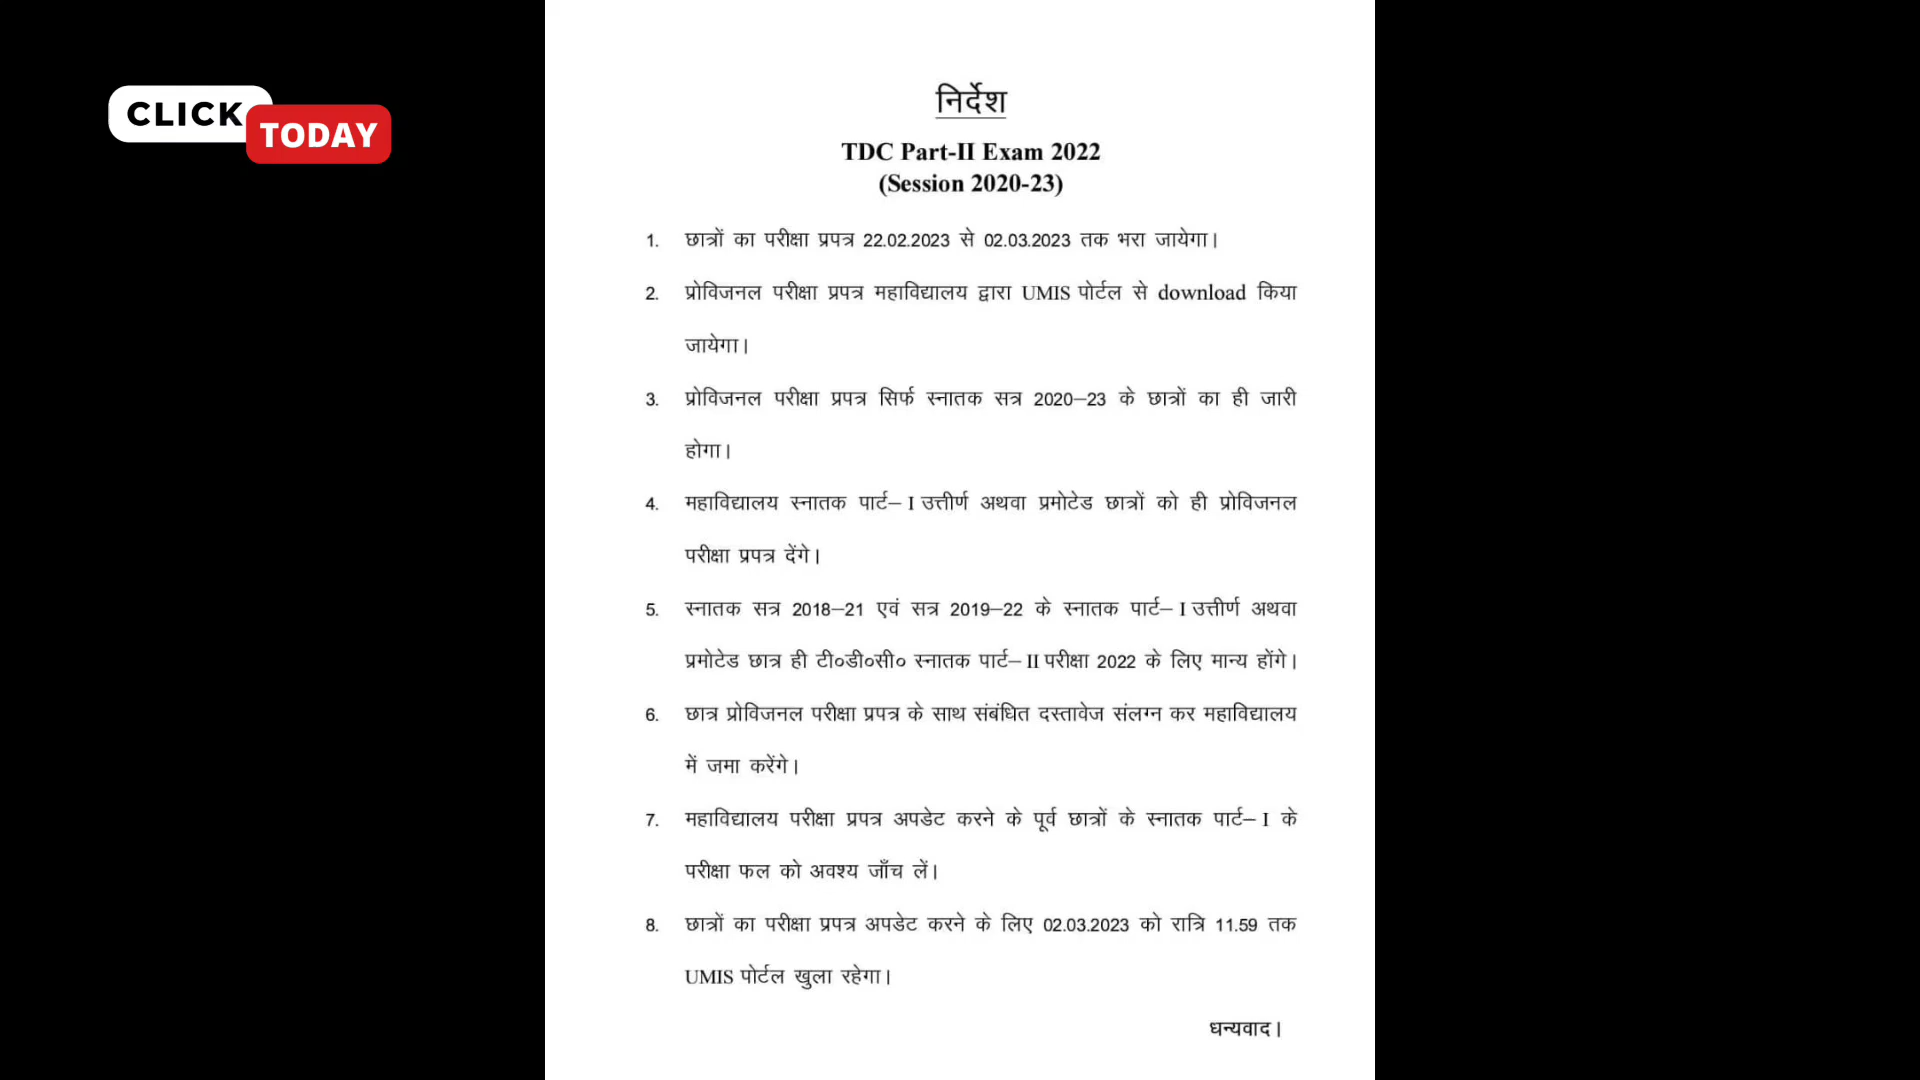 CLICK
TODAY
निर्देश
TDC Part-II Exam 2022
(Session 2020-23)
1. छात्रों का परीक्षा प्रपत्र 22.02.2023 से 02.03.2023 तक भरा जायेगा।
2. प्रोविजनल परीक्षा प्रपत्र महाविद्यालय द्वारा UMIS पोर्टल से download किया
जायेगा।
3. प्रोविजनल परीक्षा प्रपत्र सिर्फ स्नातक सत्र 2020–23 के छात्रों का ही जारी
होगा।
4. महाविद्यालय स्नातक पार्ट– I उत्तीर्ण अथवा प्रमोटेड छात्रों को ही प्रोविजनल
परीक्षा प्रपत्र देंगे।
5. स्नातक सत्र 2018–21 एवं सत्र 2019–22 के स्नातक पार्ट– I उत्तीर्ण अथवा
प्रमोटेड छात्र ही टी०डी०सी० स्नातक पार्ट– II परीक्षा 2022 के लिए मान्य होंगे।
6. छात्र प्रोविजनल परीक्षा प्रपत्र के साथ संबंधित दस्तावेज संलग्न कर महाविद्यालय
में जमा करेंगे।
7. महाविद्यालय परीक्षा प्रपत्र अपडेट करने के पूर्व छात्रों के स्नातक पार्ट– I के
परीक्षा फल को अवश्य जाँच लें।
8. छात्रों का परीक्षा प्रपत्र अपडेट करने के लिए 02.03.2023 को रात्रि 11.59 तक
UMIS पोर्टल खुला रहेगा।
धन्यवाद।